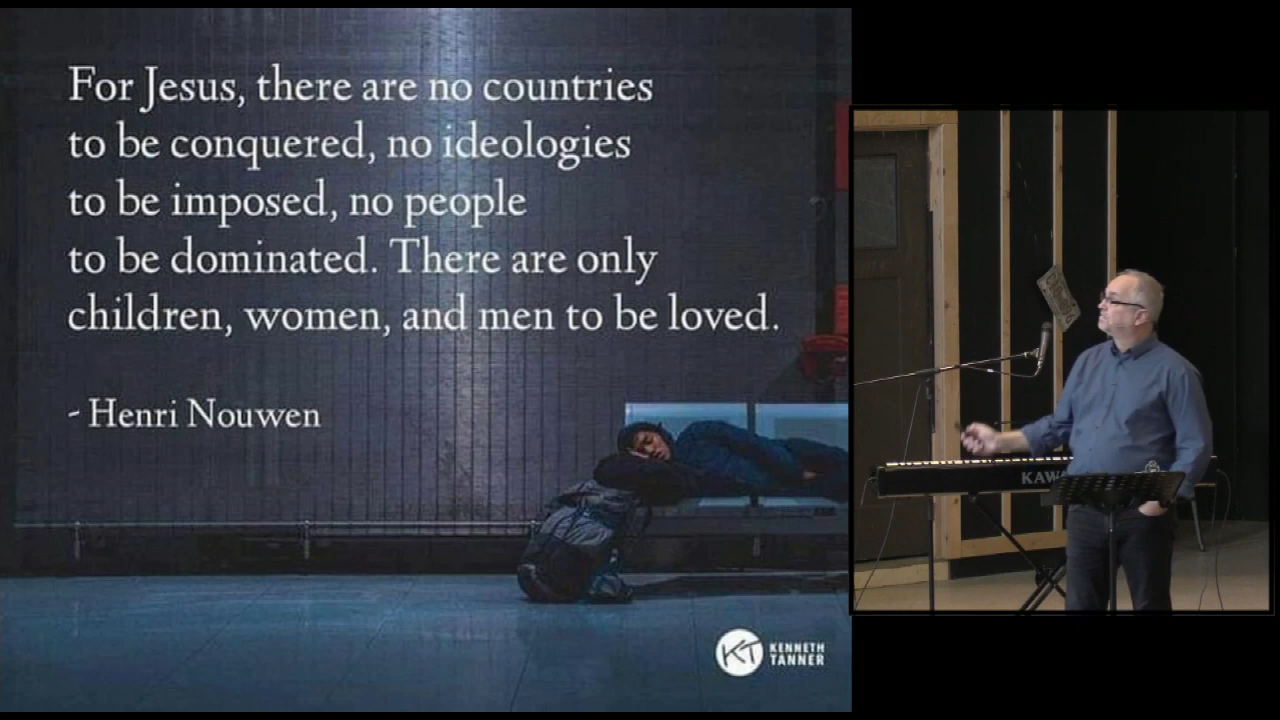 For Jesus, there are no countries
to be conquered, no ideologies
to be imposed, no people
to be dominated. There are only
children, women, and men to be loved.
- Henri Nouwen
KT KENNETH
TANNER
KAW